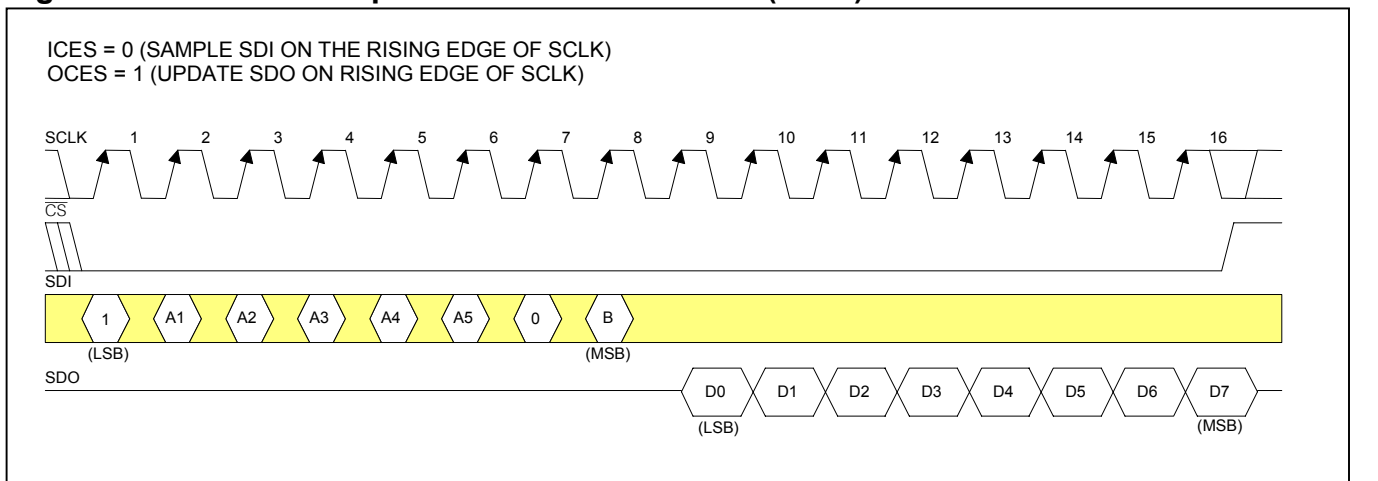 ICES = 0 (SAMPLE SDI ON THE RISING EDGE OF SCLK)
OCES = 1 (UPDATE SDO ON RISING EDGE OF SCLK)
SCLK 1 2 3 4 5 6 7 8 9 10 11 12 13 14 15 16
CS
SDI
1 A1 A2 A3 A4 A5 0 B
(LSB) (MSB)
SDO
D0 D1 D2 D3 D4 D5 D6 D7
(LSB) (MSB)